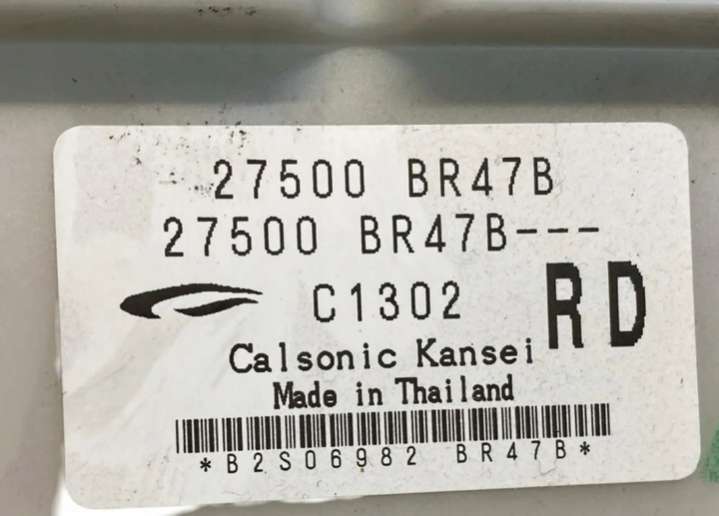 27500 BR47B
27500 BR47B---
C1302 RD
Calsonic Kansei
Made in Thailand
*B2S06982 BR47B*